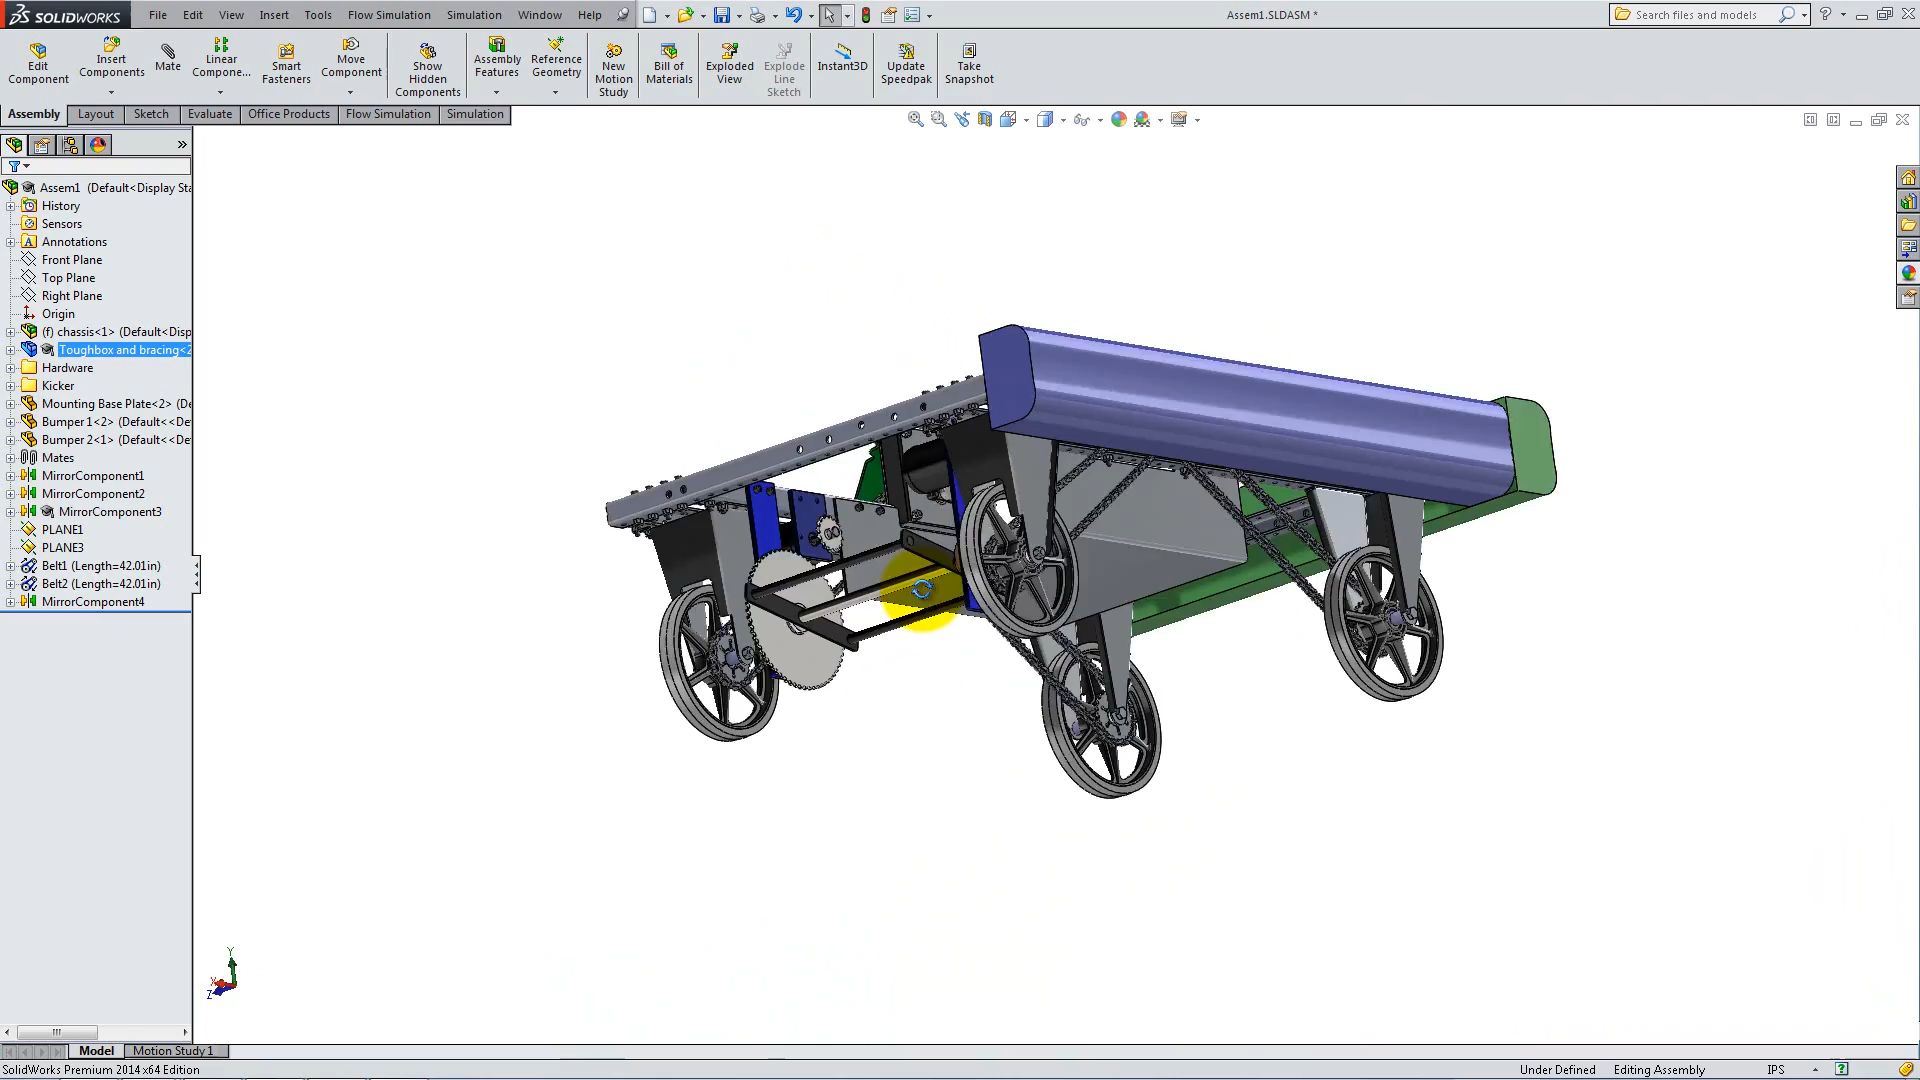 SOLIDWORKS File Edit View Insert Tools Flow Simulation Simulation Window Help Assem1.SLDASM * Search files and models
Edit Component
Insert Components
Mate
Linear Compone...
Smart Fasteners
Move Component
Show Hidden Components
Assembly Features
Reference Geometry
New Motion Study
Bill of Materials
Exploded View
Explode Line Sketch
Instant3D
Update Speedpak
Take Snapshot
Assembly Layout Sketch Evaluate Office Products Flow Simulation Simulation
Assem1 (Default<Display Sta
History
Sensors
Annotations
Front Plane
Top Plane
Right Plane
Origin
(f) chassis<1> (Default<Disp
Toughbox and bracing<2
Hardware
Kicker
Mounting Base Plate<2> (De
Bumper 1<2> (Default<<De
Bumper 2<1> (Default<<De
Mates
MirrorComponent1
MirrorComponent2
MirrorComponent3
PLANE1
PLANE3
Belt1 (Length=42.01in)
Belt2 (Length=42.01in)
MirrorComponent4
Y
X
Z
Model Motion Study 1
SolidWorks Premium 2014 x64 Edition Under Defined Editing Assembly IPS